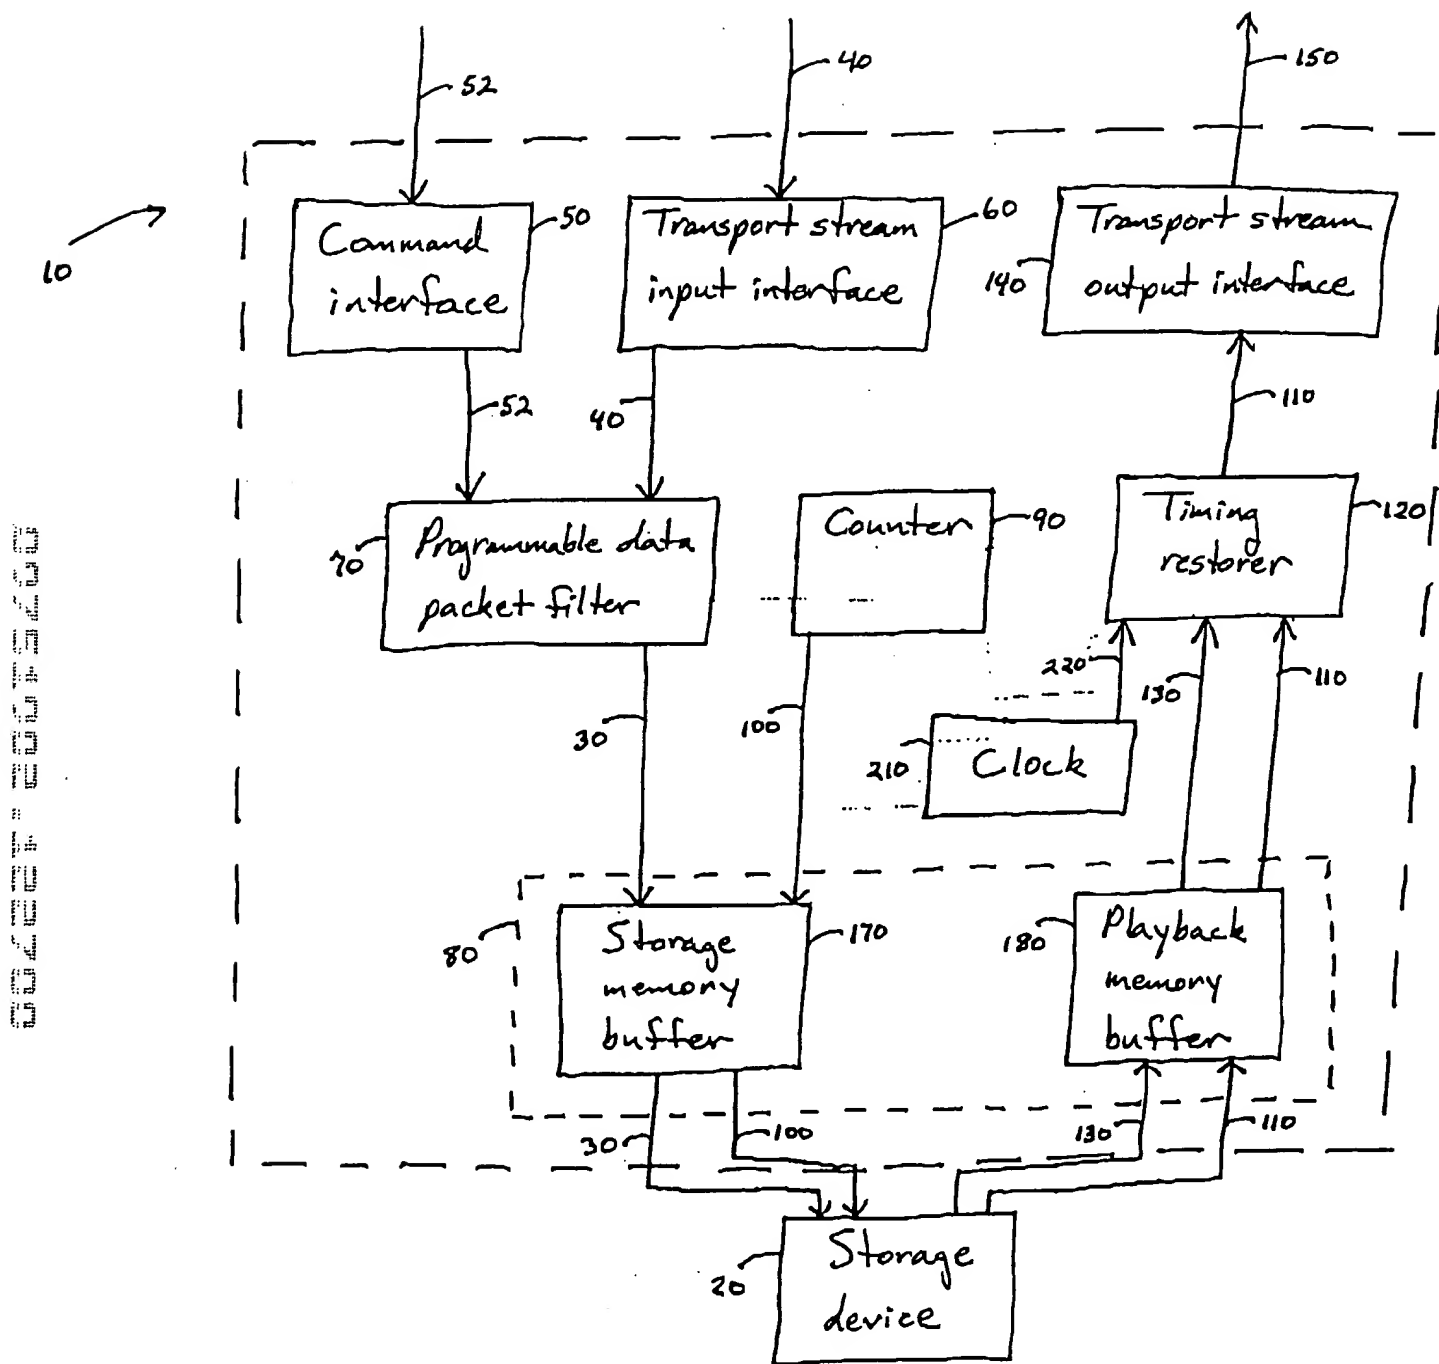 52
40
150
10
Command
interface
50
Transport stream
input interface
60
140
Transport stream
output interface
52
40
110
70
Programmable data
packet filter
Counter
90
Timing
restorer
120
30
100
220
130
110
210
Clock
80
Storage
memory
buffer
170
180
Playback
memory
buffer
30
100
130
110
20
Storage
device